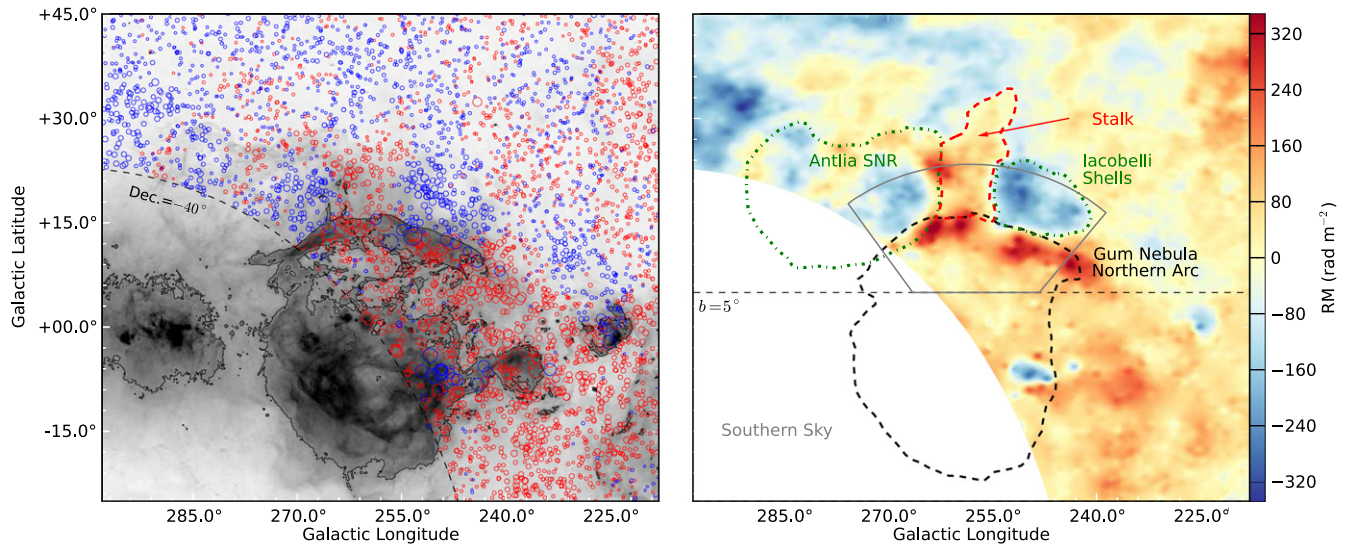 +45.0°
+30.0°
+15.0°
+00.0°
-15.0°
Galactic Latitude
Dec.=−40°
285.0° 270.0° 255.0° 240.0° 225.0°
Galactic Longitude
Stalk
Antlia SNR
Iacobelli
Shells
Gum Nebula
Northern Arc
b=5°
Southern Sky
285.0° 270.0° 255.0° 240.0° 225.0°
Galactic Longitude
320
240
160
80
0
−80
−160
−240
−320
RM (rad m⁻²)